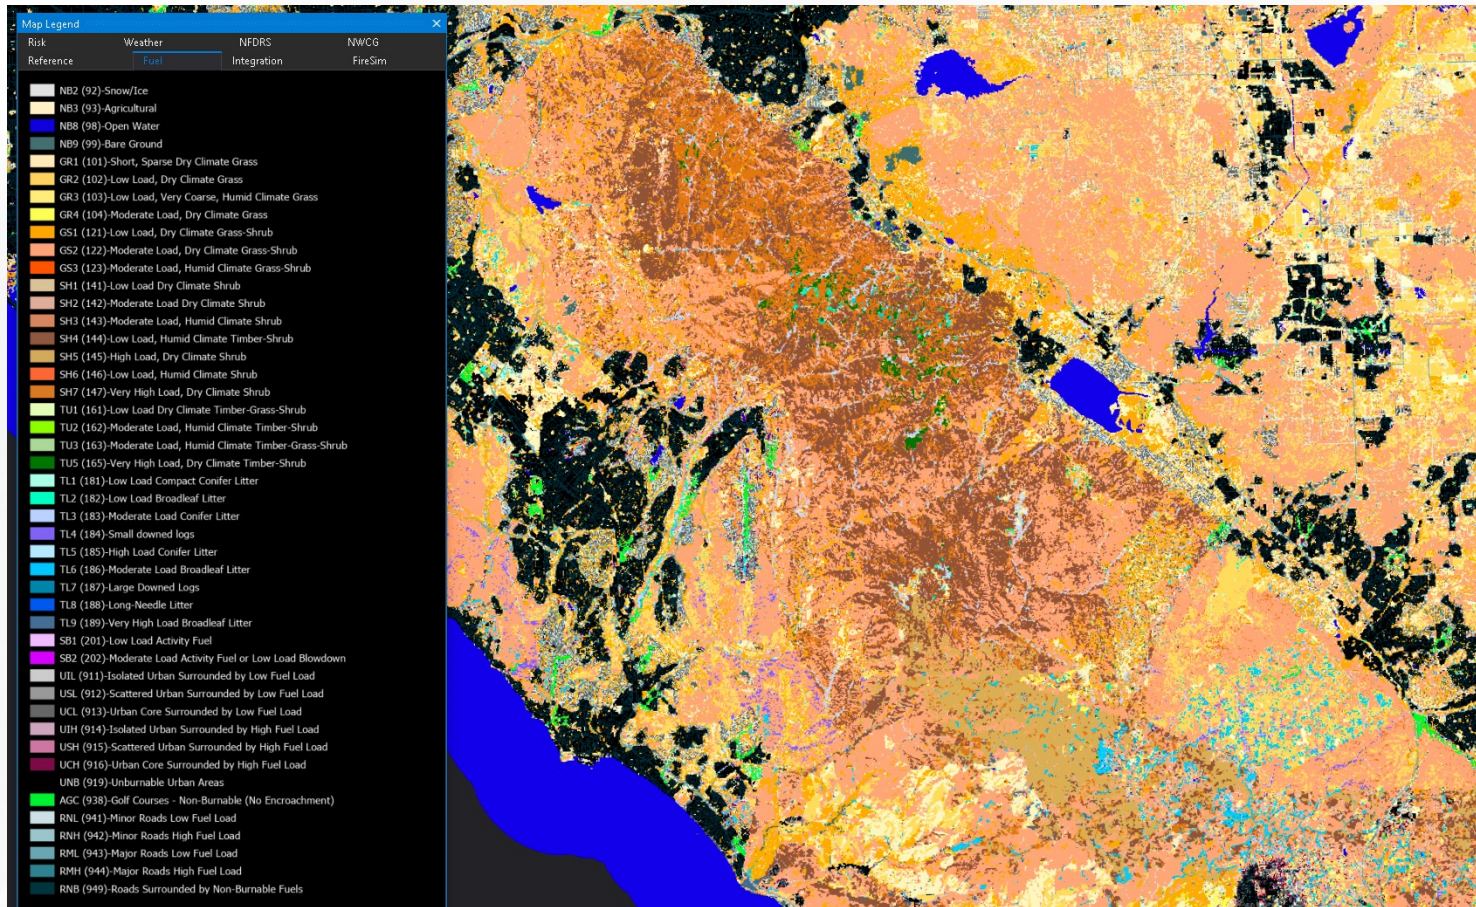 Map Legend
Risk Weather NFDRS NWCG
Reference Fuel Integration FireSim
NB2 (92)-Snow/Ice
NB3 (93)-Agricultural
NB8 (98)-Open Water
NB9 (99)-Bare Ground
GR1 (101)-Short, Sparse Dry Climate Grass
GR2 (102)-Low Load, Dry Climate Grass
GR3 (103)-Low Load, Very Coarse, Humid Climate Grass
GR4 (104)-Moderate Load, Dry Climate Grass
GS1 (121)-Low Load, Dry Climate Grass-Shrub
GS2 (122)-Moderate Load, Dry Climate Grass-Shrub
GS3 (123)-Moderate Load, Humid Climate Grass-Shrub
SH1 (141)-Low Load Dry Climate Shrub
SH2 (142)-Moderate Load Dry Climate Shrub
SH3 (143)-Moderate Load, Humid Climate Shrub
SH4 (144)-Low Load, Humid Climate Timber-Shrub
SH5 (145)-High Load, Dry Climate Shrub
SH6 (146)-Low Load, Humid Climate Shrub
SH7 (147)-Very High Load, Dry Climate Shrub
TU1 (161)-Low Load Dry Climate Timber-Grass-Shrub
TU2 (162)-Moderate Load, Humid Climate Timber-Shrub
TU3 (163)-Moderate Load, Humid Climate Timber-Grass-Shrub
TU5 (165)-Very High Load, Dry Climate Timber-Shrub
TL1 (181)-Low Load Compact Conifer Litter
TL2 (182)-Low Load Broadleaf Litter
TL3 (183)-Moderate Load Conifer Litter
TL4 (184)-Small downed logs
TL5 (185)-High Load Conifer Litter
TL6 (186)-Moderate Load Broadleaf Litter
TL7 (187)-Large Downed Logs
TL8 (188)-Long-Needle Litter
TL9 (189)-Very High Load Broadleaf Litter
SB1 (201)-Low Load Activity Fuel
SB2 (202)-Moderate Load Activity Fuel or Low Load Blowdown
UIL (911)-Isolated Urban Surrounded by Low Fuel Load
USL (912)-Scattered Urban Surrounded by Low Fuel Load
UCL (913)-Urban Core Surrounded by Low Fuel Load
UIH (914)-Isolated Urban Surrounded by High Fuel Load
USH (915)-Scattered Urban Surrounded by High Fuel Load
UCH (916)-Urban Core Surrounded by High Fuel Load
UNB (919)-Unburnable Urban Areas
AGC (938)-Golf Courses - Non-Burnable (No Encroachment)
RNL (941)-Minor Roads Low Fuel Load
RNH (942)-Minor Roads High Fuel Load
RML (943)-Major Roads Low Fuel Load
RMH (944)-Major Roads High Fuel Load
RNB (949)-Roads Surrounded by Non-Burnable Fuels